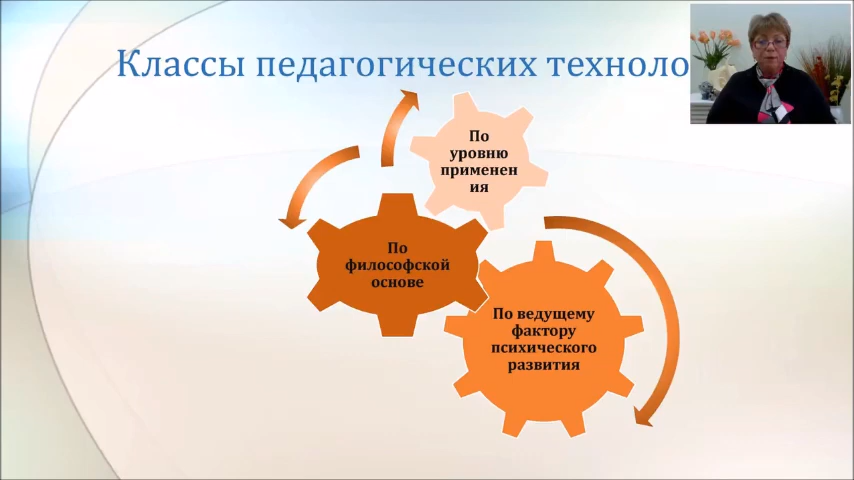 Классы педагогических техноло
По
уровню
применен
ия
По
философской
основе
По ведущему
фактору
психического
развития